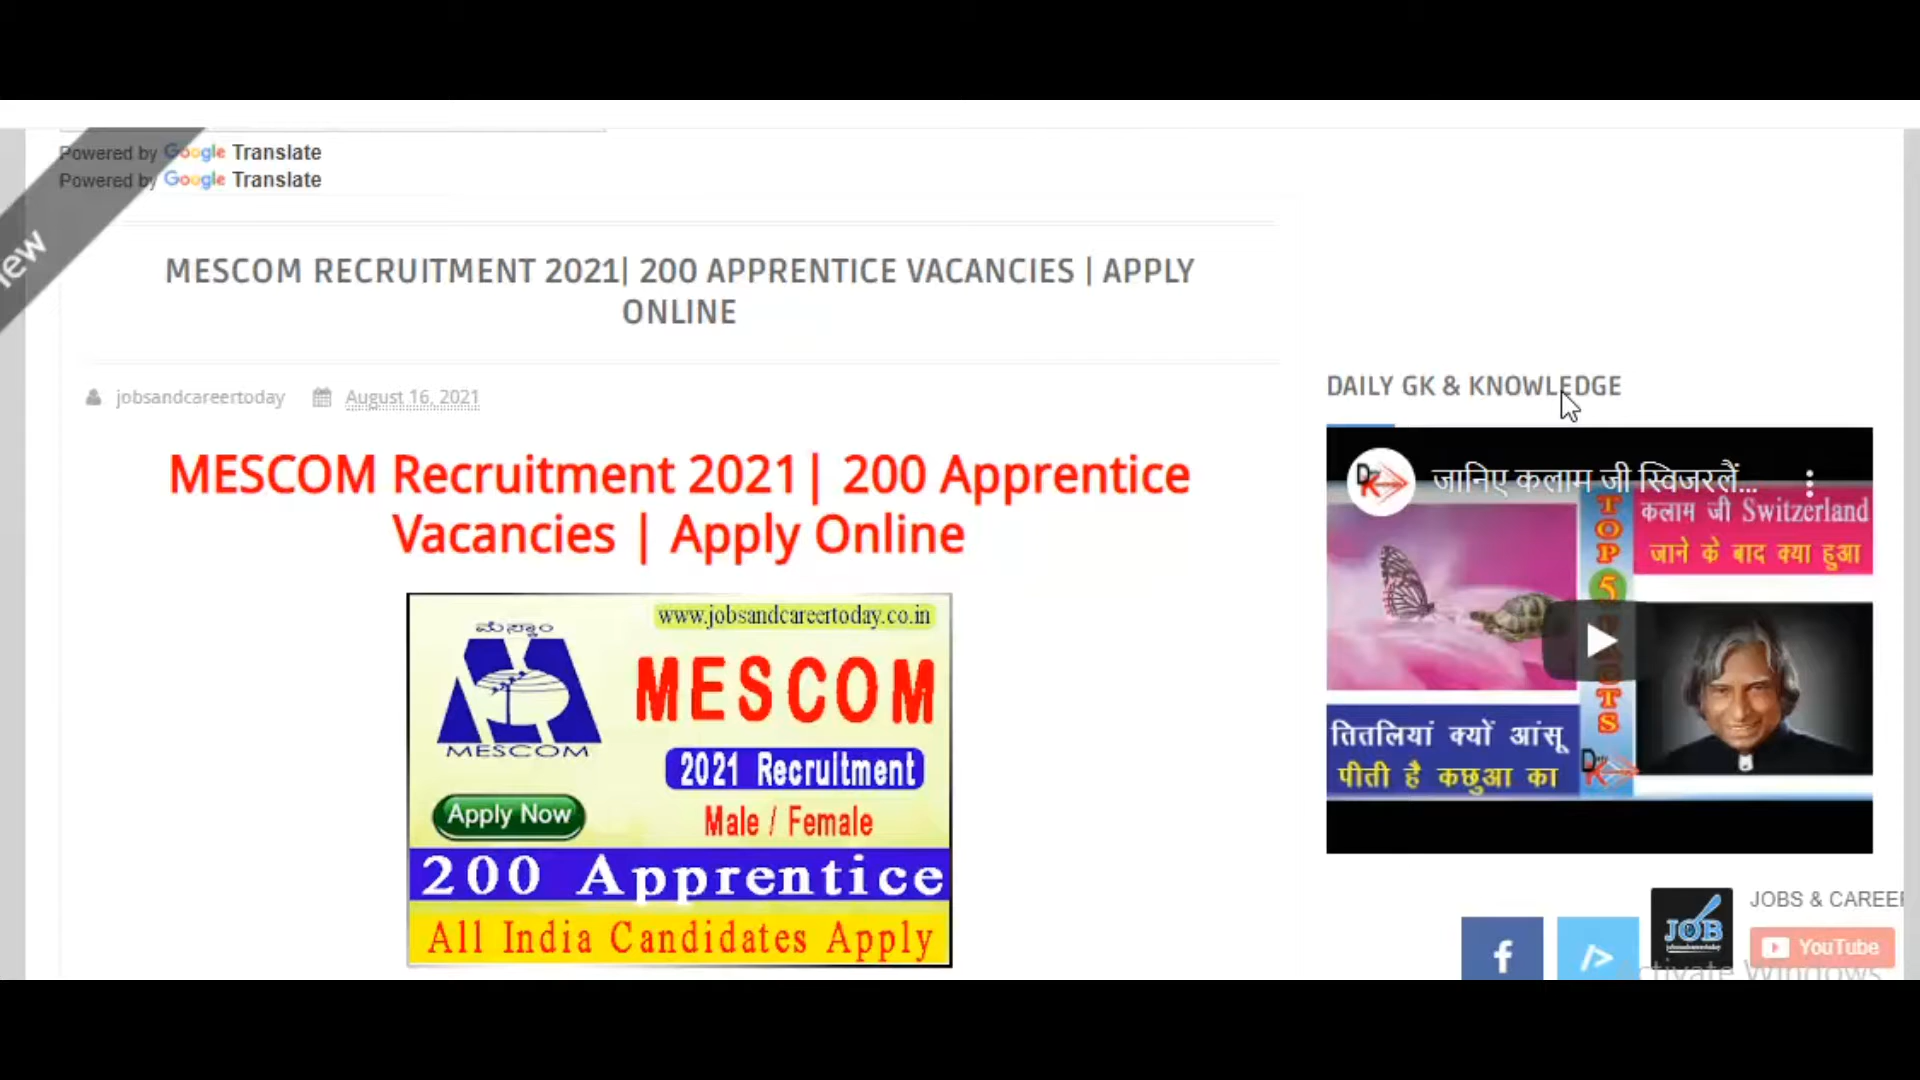 Powered by Google Translate
Powered by Google Translate
ew
MESCOM RECRUITMENT 2021| 200 APPRENTICE VACANCIES | APPLY
ONLINE
jobsandcareertoday August 16, 2021
MESCOM Recruitment 2021| 200 Apprentice
Vacancies | Apply Online
www.jobsandcareertoday.co.in
ಮೆಸ್ಕಾಂ
MESCOM
MESCOM
2021 Recruitment
Apply Now
Male / Female
200 Apprentice
All India Candidates Apply
DAILY GK & KNOWLEDGE
जानिए कलाम जी स्विजरलैं...
कलाम जी Switzerland
जाने के बाद क्या हुआ
TOP 5
तितलियां क्यों आंसू
पीती है कछुआ का
JOBS & CAREER
JOB
YouTube
Activate Windows